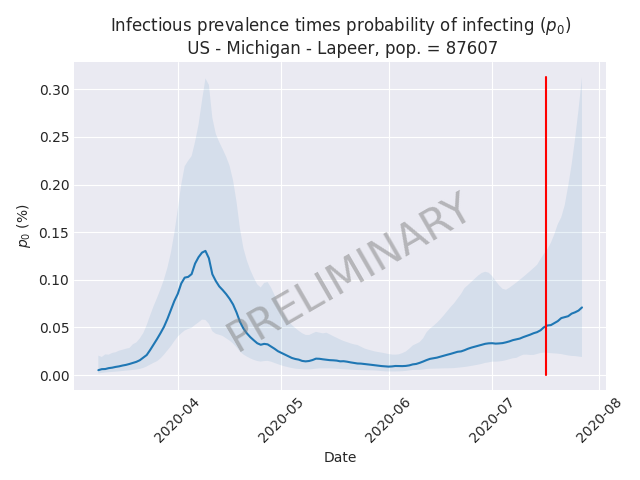 Infectious prevalence times probability of infecting (p₀)
US - Michigan - Lapeer, pop. = 87607
0.30
0.25
0.20
0.15
0.10
0.05
0.00
p₀ (%)
PRELIMINARY
2020-04
2020-05
2020-06
2020-07
2020-08
Date